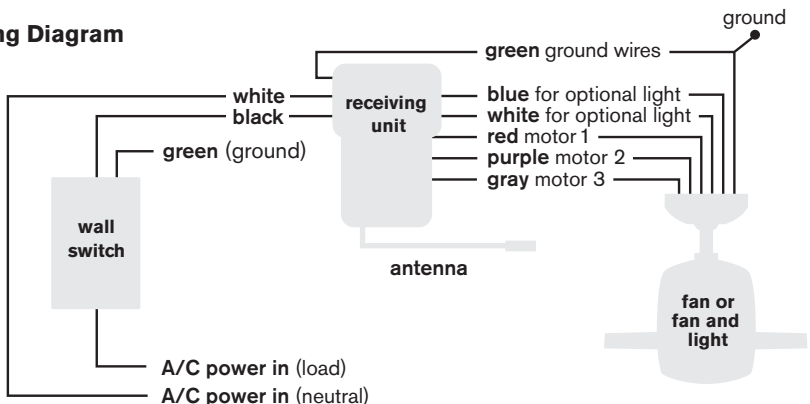 ng Diagram
ground
green ground wires
white
black
green (ground)
receiving
unit
blue for optional light
white for optional light
red motor 1
purple motor 2
gray motor 3
wall
switch
antenna
fan or
fan and
light
A/C power in (load)
A/C power in (neutral)